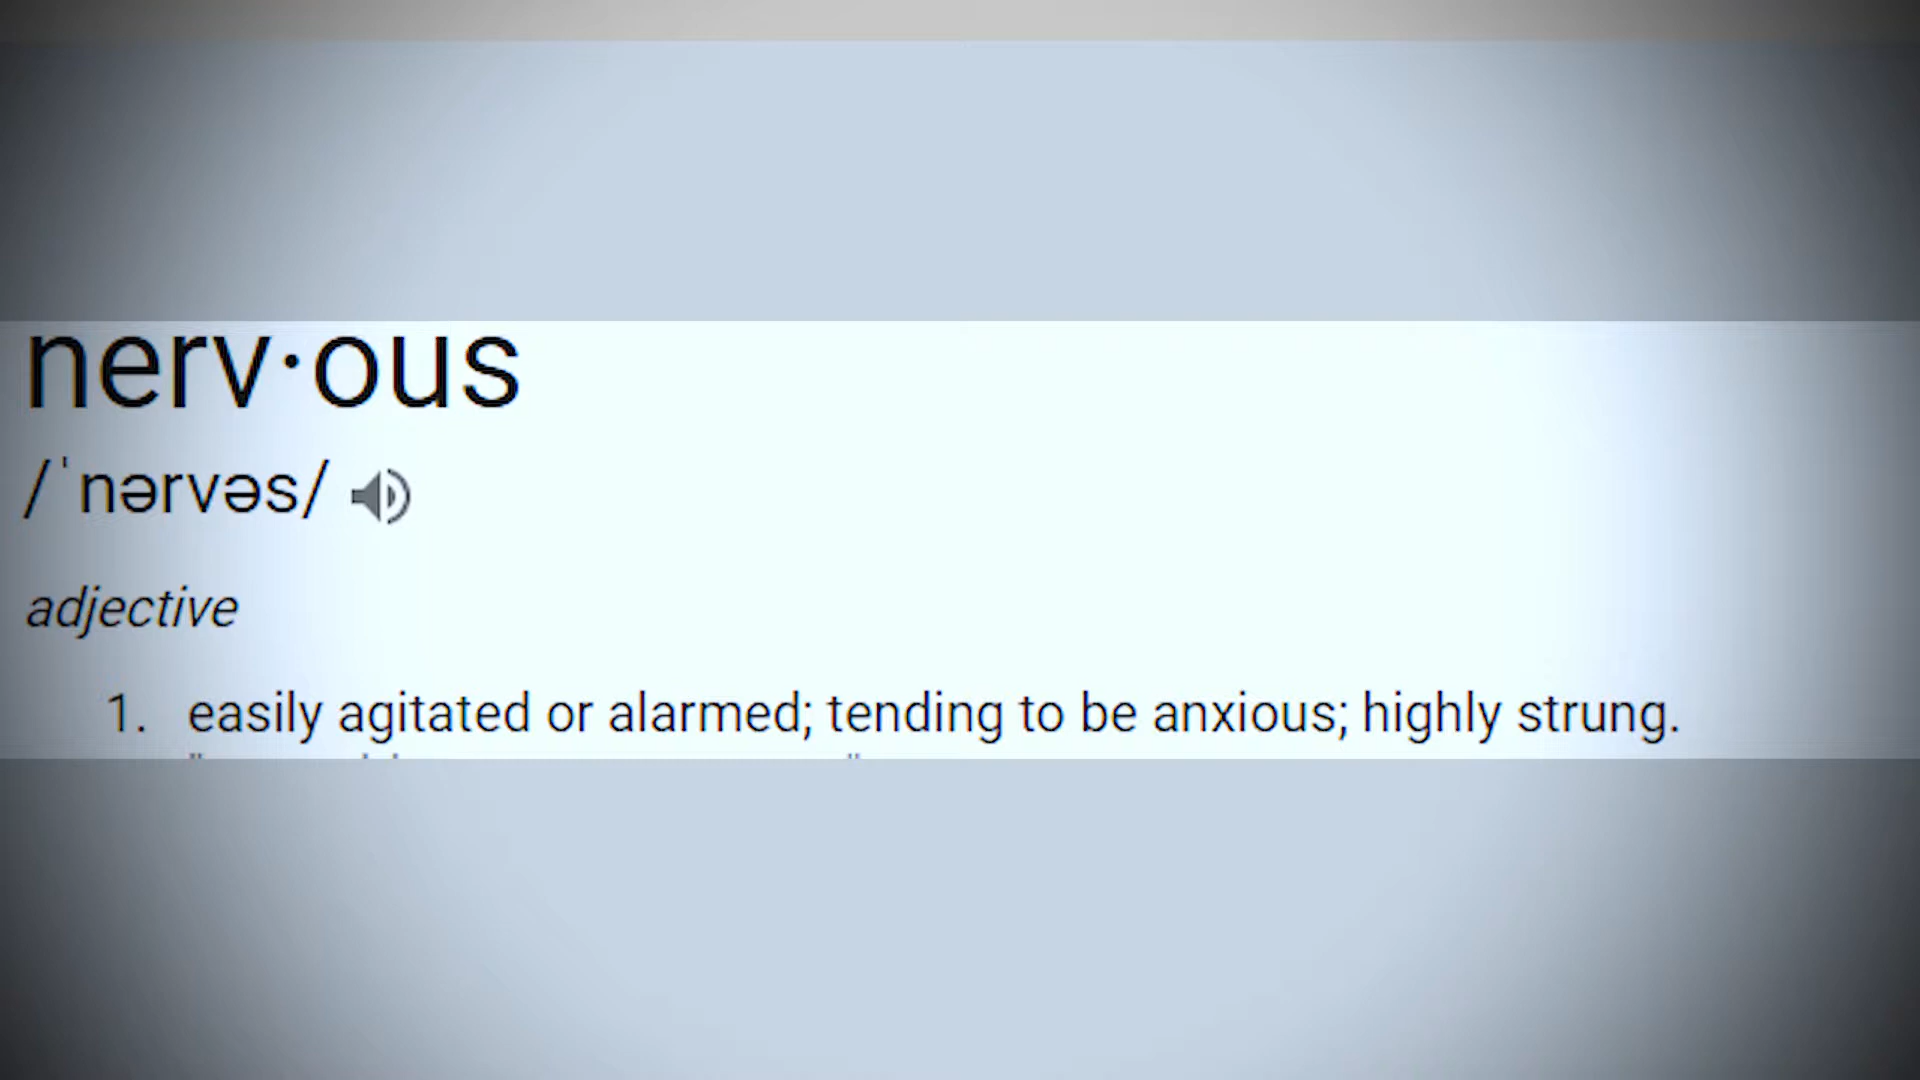 nerv·ous
/ˈnərvəs/
adjective
1. easily agitated or alarmed; tending to be anxious; highly strung.